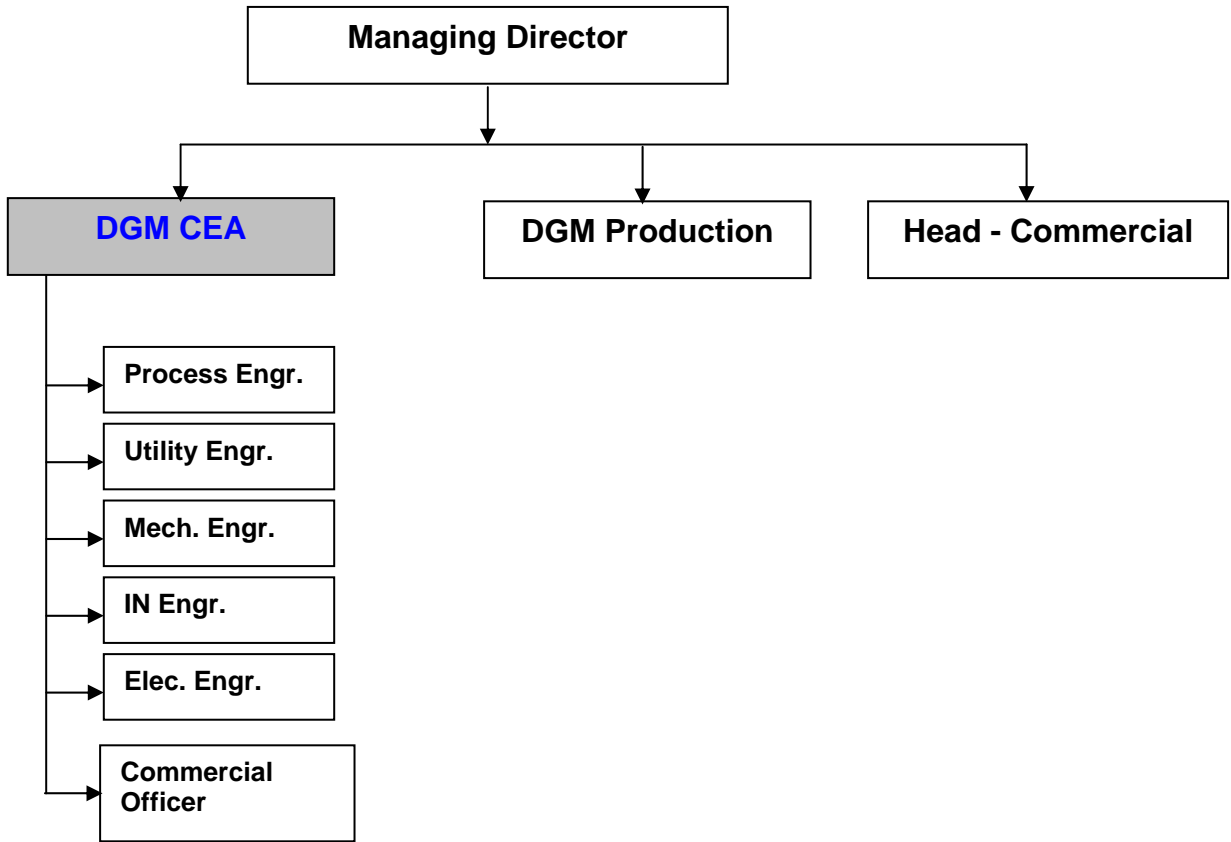 Managing Director
DGM CEA
DGM Production
Head - Commercial
Process Engr.
Utility Engr.
Mech. Engr.
IN Engr.
Elec. Engr.
Commercial
Officer